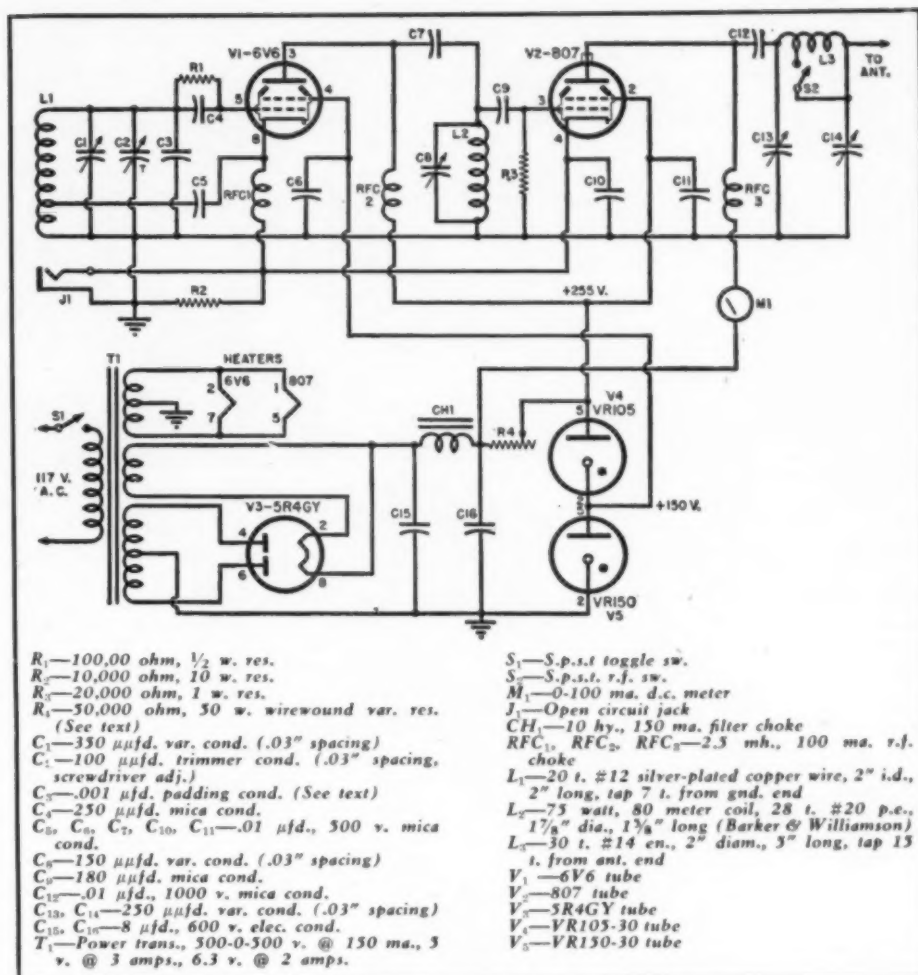 C7
C12
V1-6V6 3
V2-807
L3
TO
ANT.
S2
R1
4
C9
2
L1
5
C4
3
C1
C2
T
C3
8
C8
L2
4
C13
C14
C5
RFC1
C6
RFC
2
R3
C10
C11
RFC
3
J1
R2
+255 V.
M1
T1
HEATERS
6V6
807
2
1
7
5
S1
CH1
R4
V4
VR105
5
117 V.
A.C.
V3-5R4GY
2
C15
C16
+150 V.
4
6
8
2
VR150
V5
R₁—100,00 ohm, ½ w. res.
R₂—10,000 ohm, 10 w. res.
R₃—20,000 ohm, 1 w. res.
R₄—50,000 ohm, 50 w. wirewound var. res.
(See text)
C₁—350 μμfd. var. cond. (.03" spacing)
C₁—100 μμfd. trimmer cond. (.03" spacing,
screwdriver adj.)
C₃—.001 μfd. padding cond. (See text)
C₄—250 μμfd. mica cond.
C₅, C₆, C₇, C₁₀, C₁₁—.01 μfd., 500 v. mica
cond.
C₈—150 μμfd. var. cond. (.03" spacing)
C₉—180 μμfd. mica cond.
C₁₂—.01 μfd., 1000 v. mica cond.
C₁₃, C₁₄—250 μμfd. var. cond. (.03" spacing)
C₁₅, C₁₆—8 μfd., 600 v. elec. cond.
T₁—Power trans., 500-0-500 v. @ 150 ma., 5
v. @ 3 amps., 6.3 v. @ 2 amps.
S₁—S.p.s.t toggle sw.
S₂—S.p.s.t. r.f. sw.
M₁—0-100 ma. d.c. meter
J₁—Open circuit jack
CH₁—10 hy., 150 ma. filter choke
RFC₁, RFC₂, RFC₃—2.5 mh., 100 ma. r.f.
choke
L₁—20 t. #12 silver-plated copper wire, 2" i.d.,
2" long, tap 7 t. from gnd. end
L₂—75 watt, 80 meter coil, 28 t. #20 p.e.,
1⅞" dia., 1⅝" long (Barker & Williamson)
L₃—30 t. #14 en., 2" diam., 3" long, tap 15
t. from ant. end
V₁—6V6 tube
V₂—807 tube
V₃—5R4GY tube
V₄—VR105-30 tube
V₅—VR150-30 tube